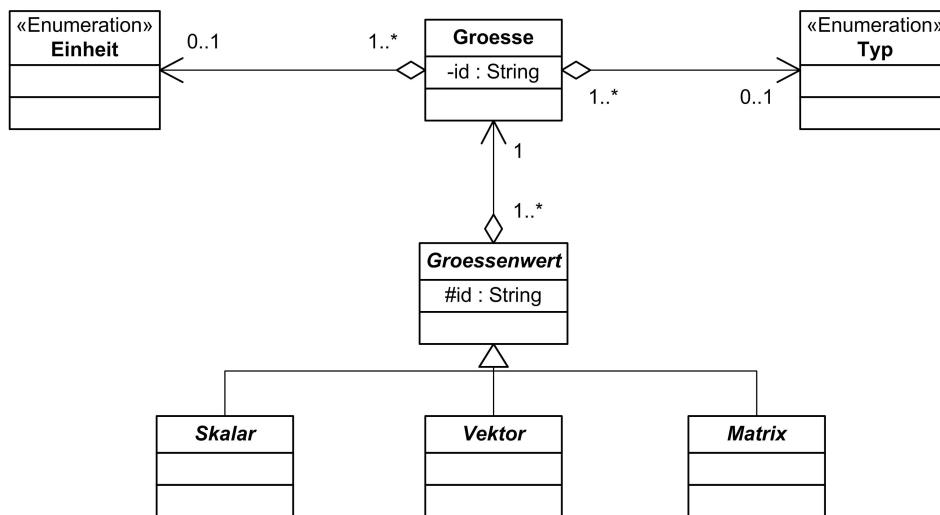 «Enumeration»
Einheit
0..1
1..*
Groesse
-id : String
1..*
0..1
«Enumeration»
Typ
1
1..*
Groessenwert
#id : String
Skalar
Vektor
Matrix